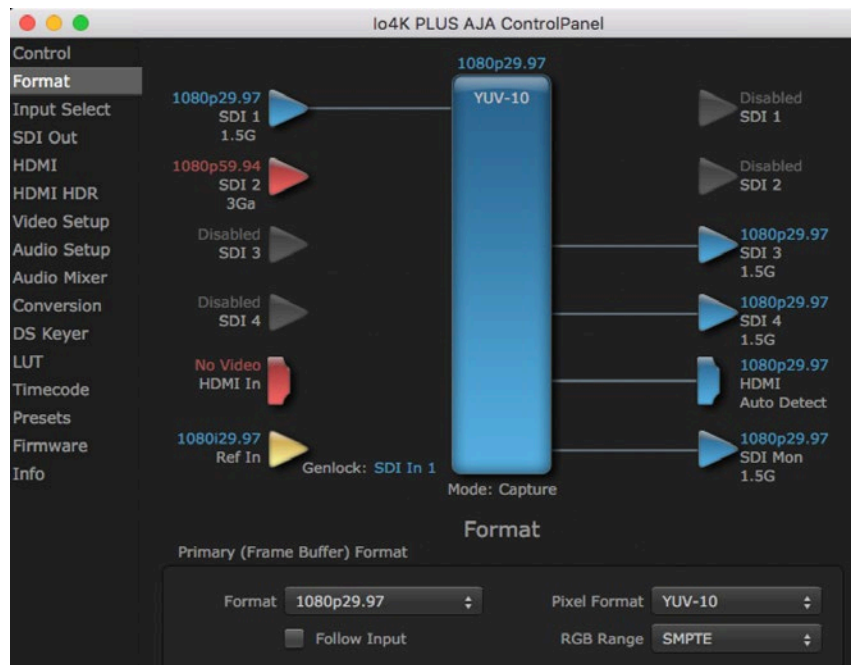 Io4K PLUS AJA ControlPanel
Control
Format
Input Select
SDI Out
HDMI
HDMI HDR
Video Setup
Audio Setup
Audio Mixer
Conversion
DS Keyer
LUT
Timecode
Presets
Firmware
Info
1080p29.97
SDI 1
1.5G
1080p59.94
SDI 2
3Ga
Disabled
SDI 3
Disabled
SDI 4
No Video
HDMI In
1080i29.97
Ref In
Genlock: SDI In 1
1080p29.97
YUV-10
Mode: Capture
Disabled
SDI 1
Disabled
SDI 2
1080p29.97
SDI 3
1.5G
1080p29.97
SDI 4
1.5G
1080p29.97
HDMI
Auto Detect
1080p29.97
SDI Mon
1.5G
Format
Primary (Frame Buffer) Format
Format 1080p29.97
Pixel Format YUV-10
Follow Input
RGB Range SMPTE